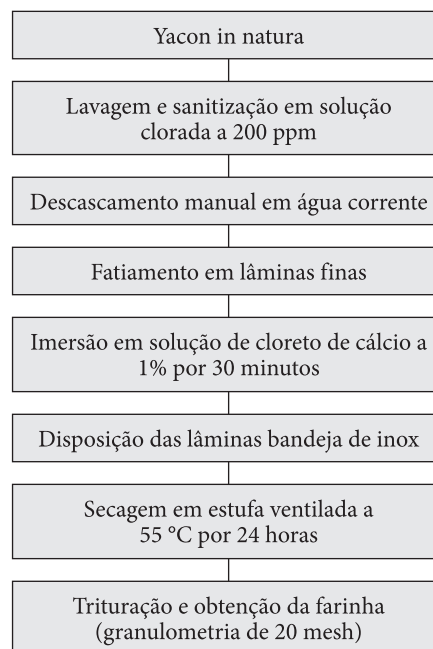 Yacon in natura
Lavagem e sanitização em solução
clorada a 200 ppm
Descascamento manual em água corrente
Fatiamento em lâminas finas
Imersão em solução de cloreto de cálcio a
1% por 30 minutos
Disposição das lâminas bandeja de inox
Secagem em estufa ventilada a
55 °C por 24 horas
Trituração e obtenção da farinha
(granulometria de 20 mesh)